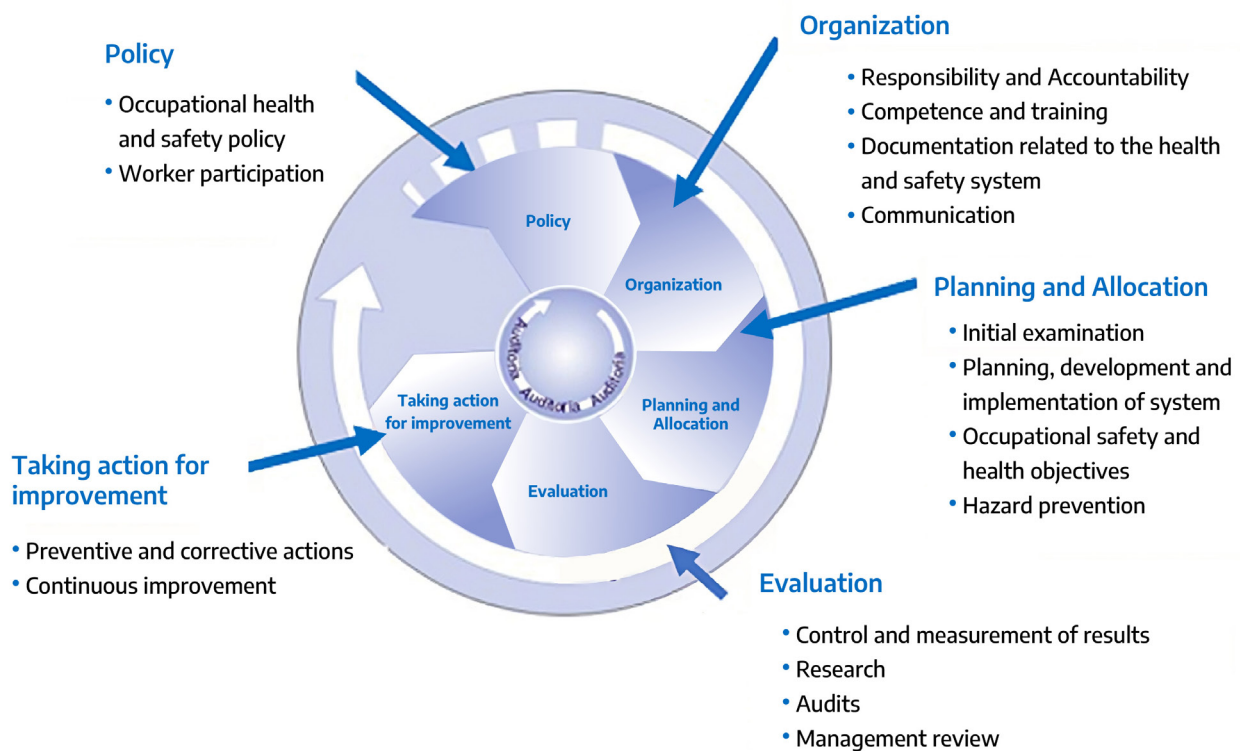 Policy
• Occupational health
and safety policy
• Worker participation
Organization
• Responsibility and Accountability
• Competence and training
• Documentation related to the health
and safety system
• Communication
Planning and Allocation
• Initial examination
• Planning, development and
implementation of system
• Occupational safety and
health objectives
• Hazard prevention
Evaluation
• Control and measurement of results
• Research
• Audits
• Management review
Taking action for
improvement
• Preventive and corrective actions
• Continuous improvement
Policy
Organization
Planning and
Allocation
Evaluation
Taking action
for improvement
Auditoria
Auditoria
Auditoria